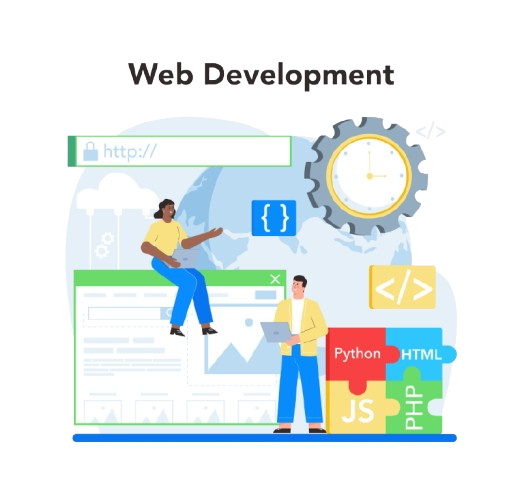 Web Development
http://
</>
{ }
</>
Python
HTML
JS
PHP